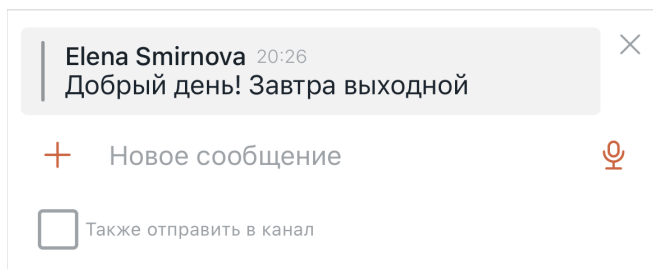 Elena Smirnova 20:26
Добрый день! Завтра выходной
Новое сообщение
Также отправить в канал